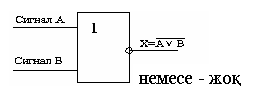 Сигнал А
1
X=A∨B̅
Сигнал В
немесе - жоқ